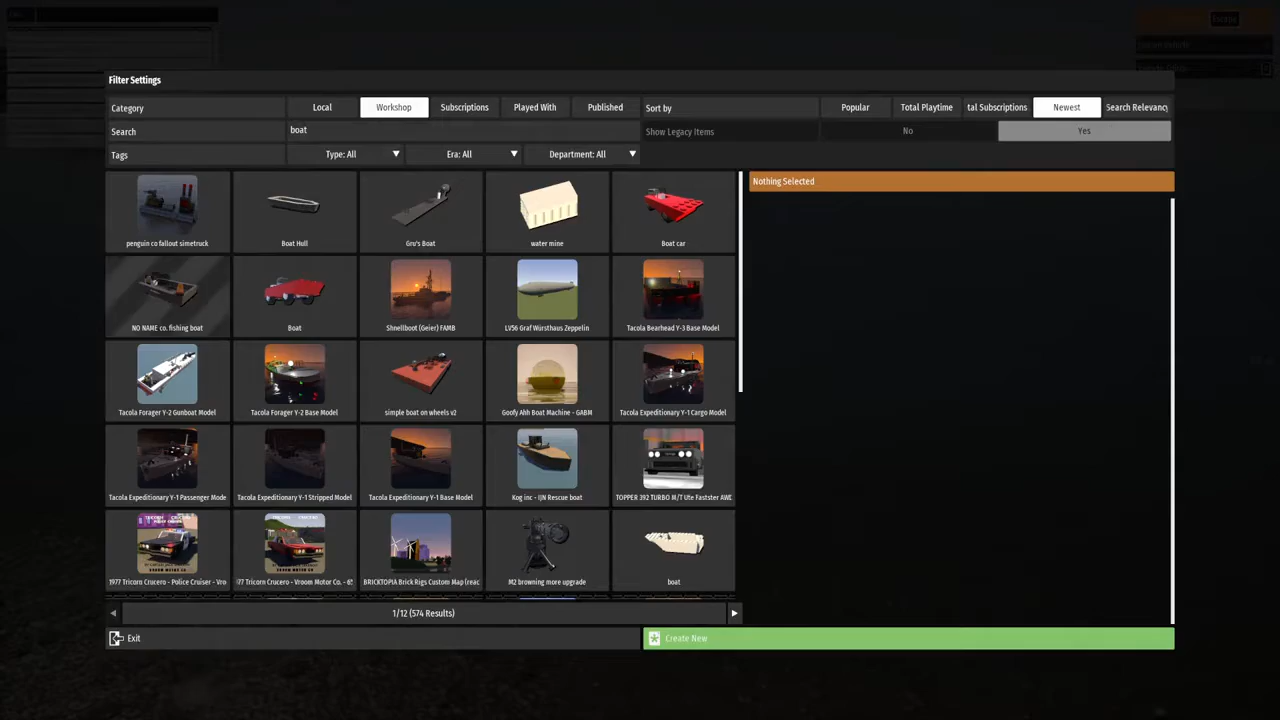 Filter Settings
Category
Local
Workshop
Subscriptions
Played With
Published
Sort by
Popular
Total Playtime
tal Subscriptions
Newest
Search Relevancy
Search
boat
Show Legacy Items
No
Yes
Tags
Type: All
Era: All
Department: All
Nothing Selected
penguin co fallout simetruck
Boat Hull
Gru's Boat
water mine
Boat car
NO NAME co. fishing boat
Boat
Shnellboot (Geier) FAMB
LV56 Graf Würsthaus Zeppelin
Tacola Bearhead Y-3 Base Model
Tacola Forager Y-2 Gunboat Model
Tacola Forager Y-2 Base Model
simple boat on wheels v2
Goofy Ahh Boat Machine - GABM
Tacola Expeditionary Y-1 Cargo Model
Tacola Expeditionary Y-1 Passenger Mode
Tacola Expeditionary Y-1 Stripped Model
Tacola Expeditionary Y-1 Base Model
Kog inc - IJN Rescue boat
TOPPER 392 TURBO M/T Ute Fastster AWD
1977 Tricorn Crucero - Police Cruiser - Vro
77 Tricorn Crucero - Vroom Motor Co. - 6
BRICKTOPIA Brick Rigs Custom Map (reac
M2 browning more upgrade
boat
1/12 (574 Results)
Exit
Create New